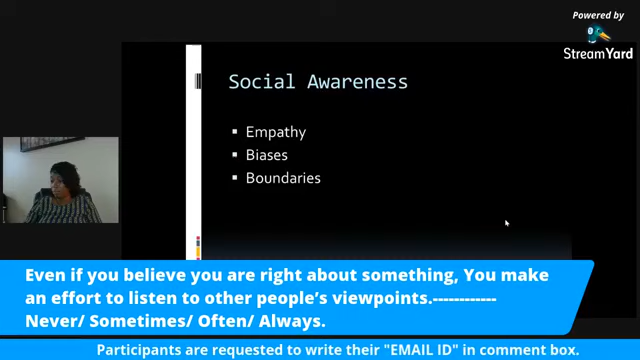 Powered by
StreamYard
Social Awareness
Empathy
Biases
Boundaries
Even if you believe you are right about something, You make
an effort to listen to other people's viewpoints.------------
Never/ Sometimes/ Often/ Always.
Participants are requested to write their "EMAIL ID" in comment box.